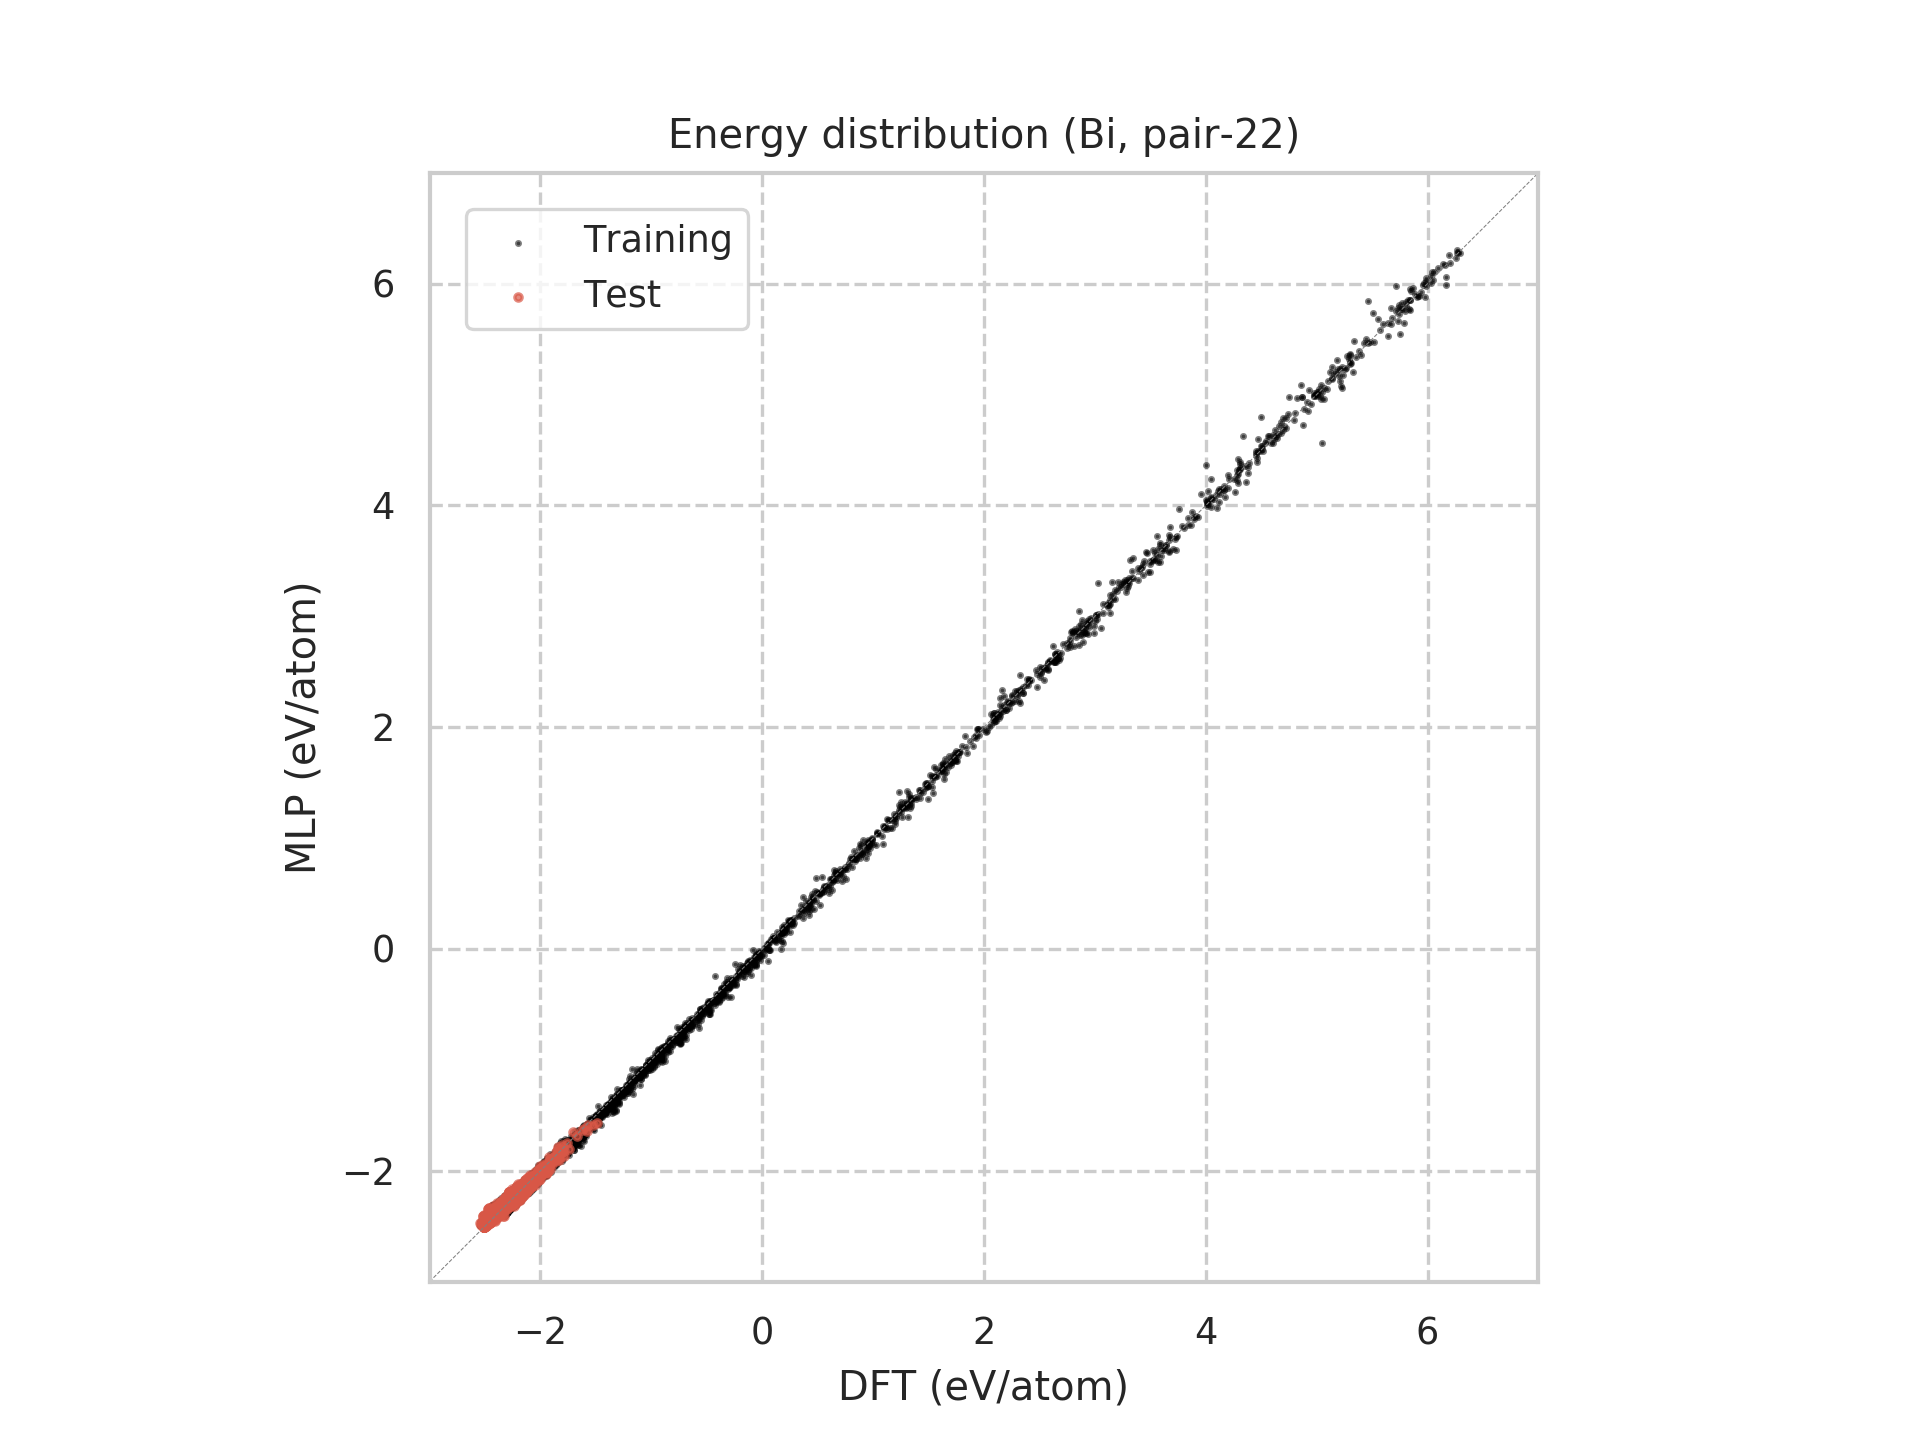 Energy distribution (Bi, pair-22)
Training
Test
6
4
2
0
−2
MLP (eV/atom)
−2 0 2 4 6
DFT (eV/atom)